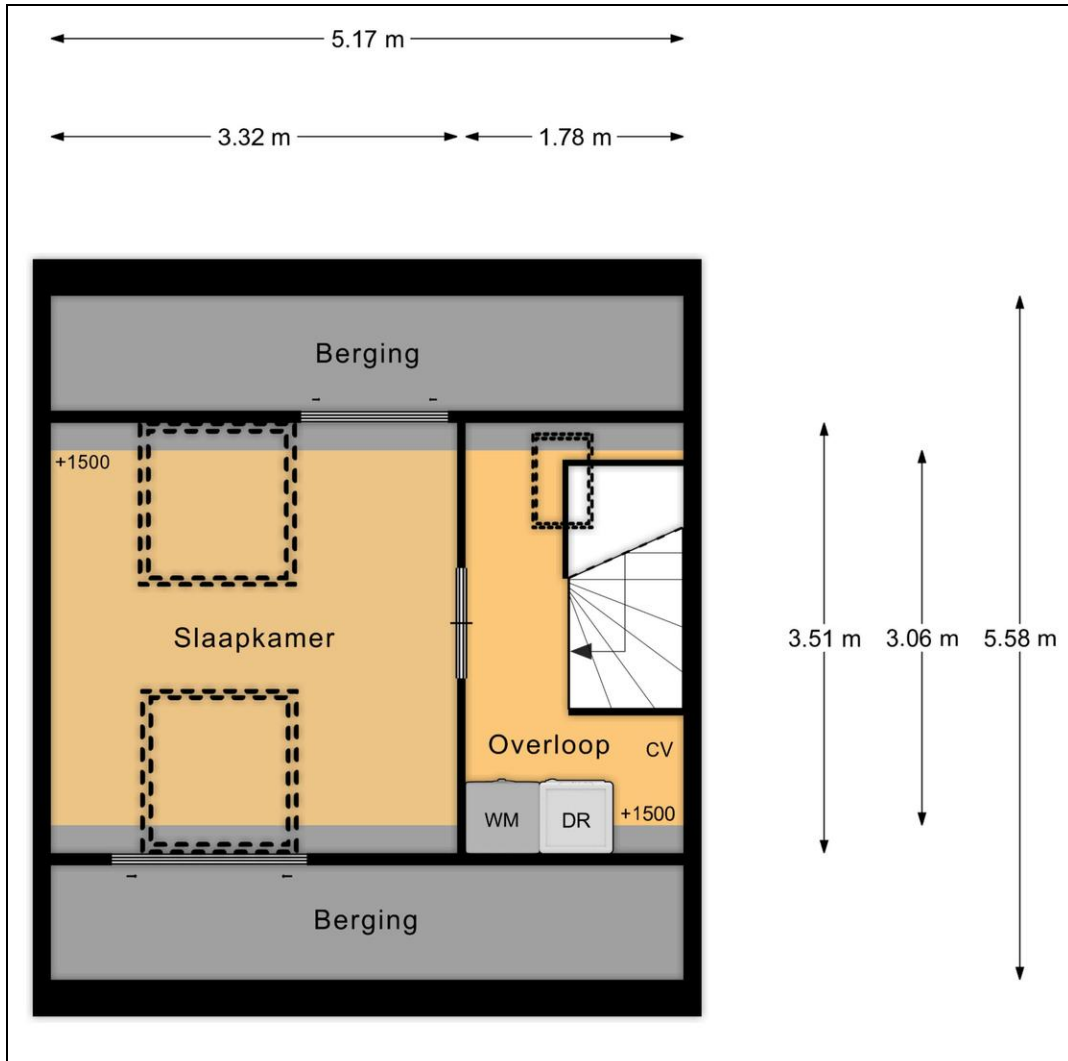 5.17 m
3.32 m
1.78 m
Berging
+1500
3.51 m
3.06 m
5.58 m
Slaapkamer
Overloop
CV
WM
DR
+1500
Berging